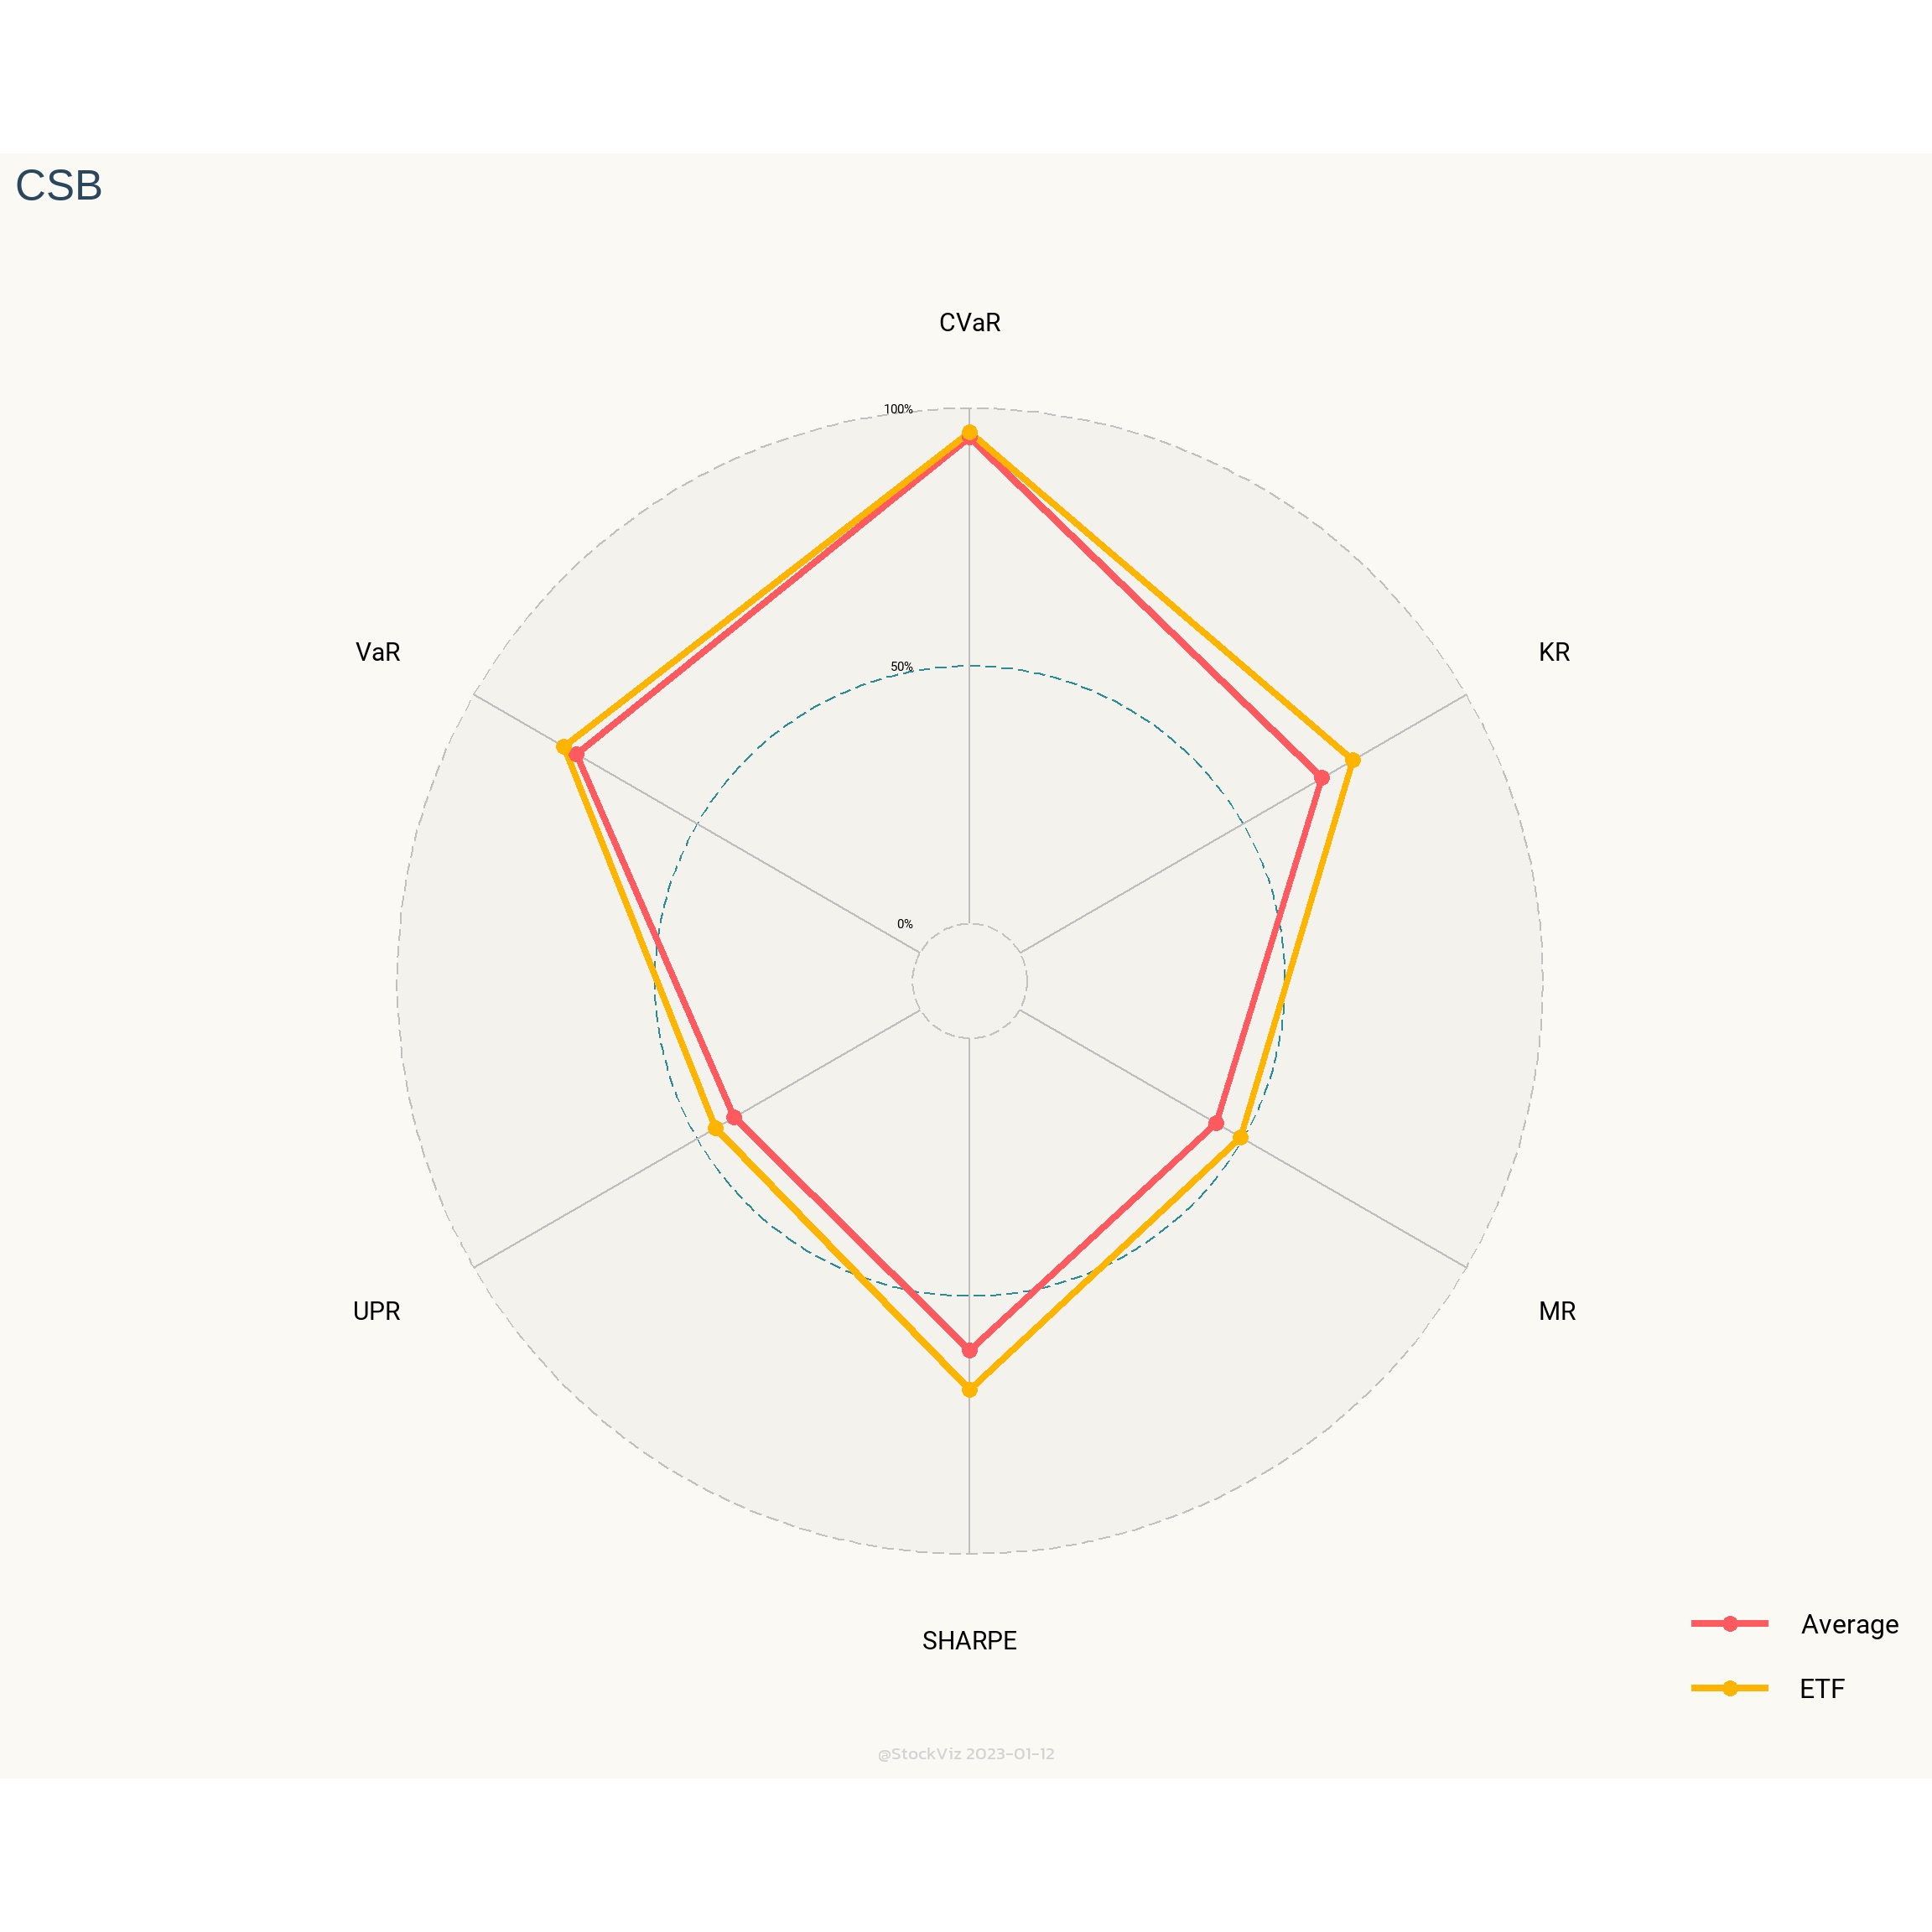 CSB
CVaR
100%
KR
VaR
50%
0%
UPR
MR
SHARPE
Average
ETF
@StockViz 2023-01-12